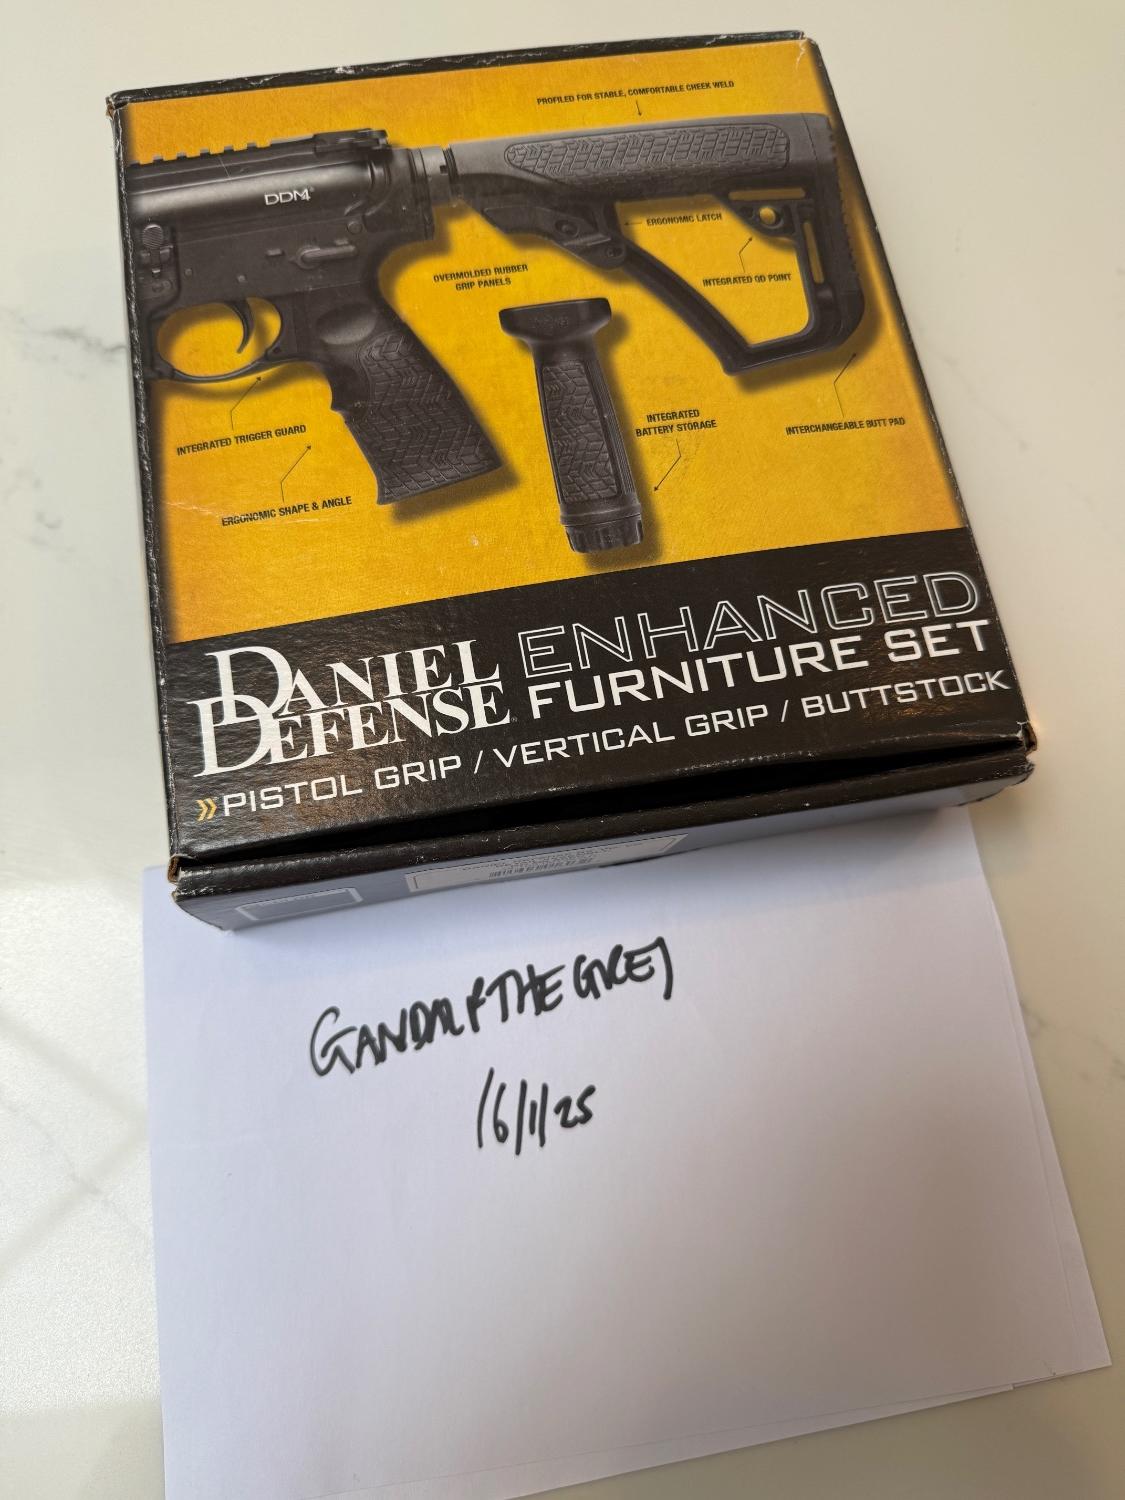 PROFILED FOR STABLE, COMFORTABLE CHEEK WELD
DDM4
ERGONOMIC LATCH
OVERMOLDED RUBBER
GRIP PANELS
INTEGRATED QD POINT
INTEGRATED TRIGGER GUARD
INTEGRATED
BATTERY STORAGE
INTERCHANGEABLE BUTT PAD
ERGONOMIC SHAPE & ANGLE
DANIEL
DEFENSE
ENHANCED
FURNITURE SET
PISTOL GRIP / VERTICAL GRIP / BUTTSTOCK
GANDALFTHEGREY
16/1/25